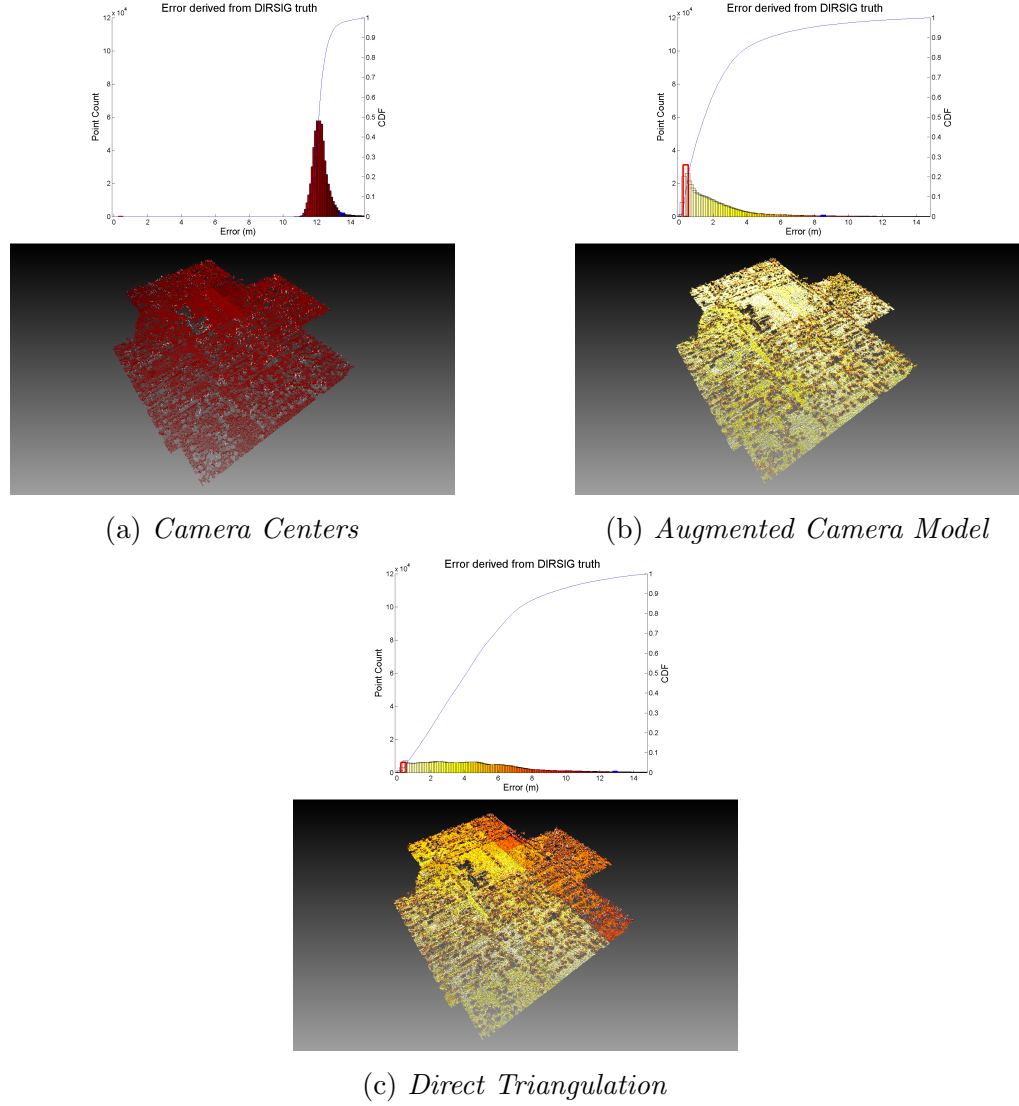 Error derived from DIRSIG truth
x 10⁴
12
10
8
6
4
2
0
Point Count
1
0.9
0.8
0.7
0.6
0.5
0.4
0.3
0.2
0.1
0
CDF
0 2 4 6 8 10 12 14
Error (m)
(a) Camera Centers
Error derived from DIRSIG truth
x 10⁴
12
10
8
6
4
2
0
Point Count
1
0.9
0.8
0.7
0.6
0.5
0.4
0.3
0.2
0.1
0
CDF
0 2 4 6 8 10 12 14
Error (m)
(b) Augmented Camera Model
Error derived from DIRSIG truth
x 10⁴
12
10
8
6
4
2
0
Point Count
1
0.9
0.8
0.7
0.6
0.5
0.4
0.3
0.2
0.1
0
CDF
0 2 4 6 8 10 12 14
Error (m)
(c) Direct Triangulation